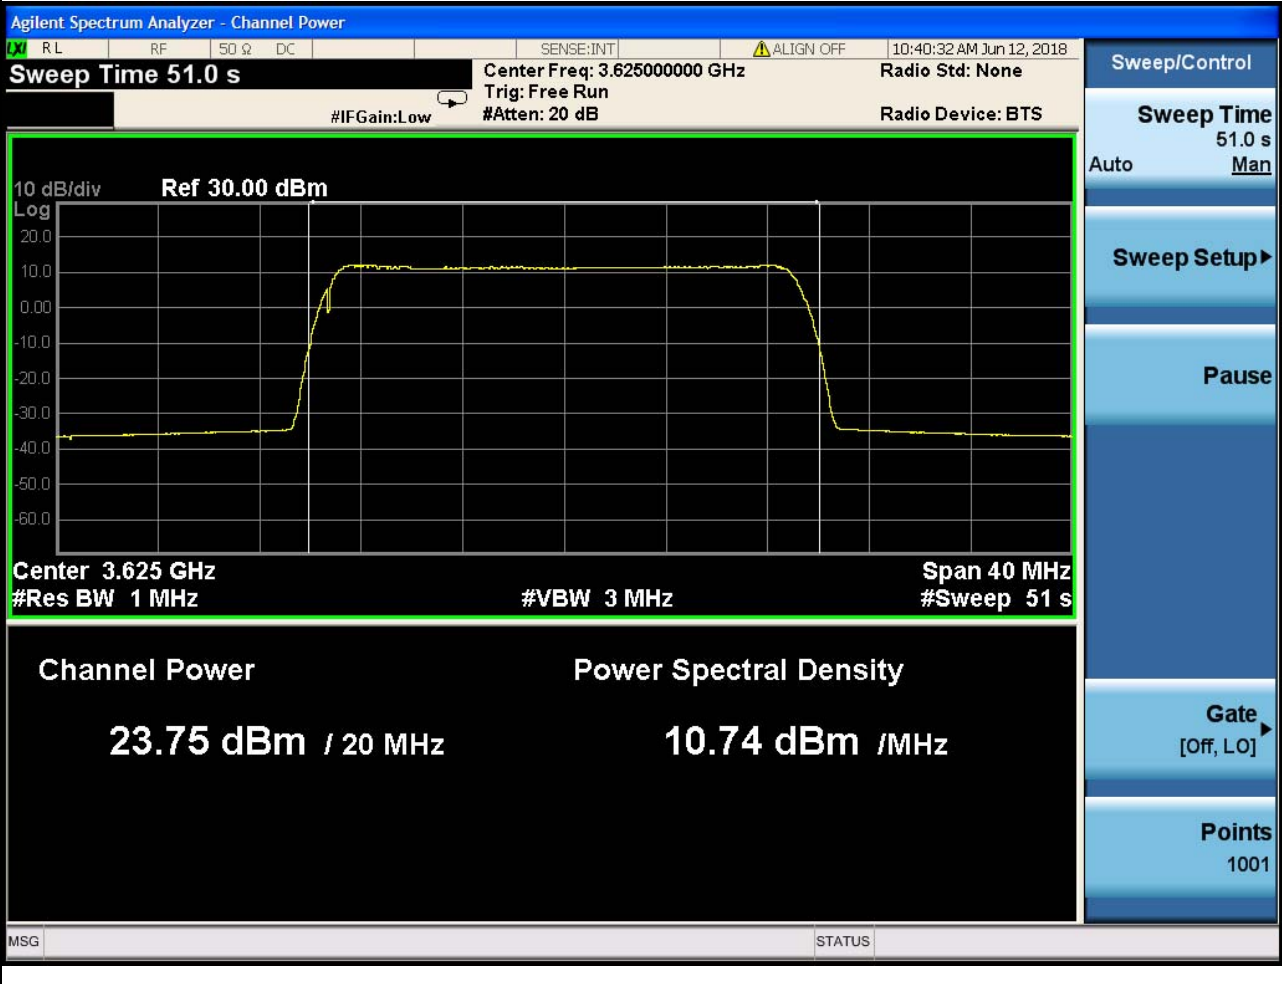 Agilent Spectrum Analyzer - Channel Power
LXI RL RF 50 Ω DC SENSE:INT ALIGN OFF 10:40:32 AM Jun 12, 2018
Sweep Time 51.0 s
Center Freq: 3.625000000 GHz
Radio Std: None
Trig: Free Run
#IFGain:Low
#Atten: 20 dB
Radio Device: BTS
10 dB/div
Ref 30.00 dBm
Log
20.0
10.0
0.00
-10.0
-20.0
-30.0
-40.0
-50.0
-60.0
Center 3.625 GHz
Span 40 MHz
#Res BW 1 MHz
#VBW 3 MHz
#Sweep 51 s
Channel Power
Power Spectral Density
23.75 dBm / 20 MHz
10.74 dBm /MHz
MSG
STATUS
Sweep/Control
Sweep Time
51.0 s
Auto Man
Sweep Setup
Pause
Gate
[Off, LO]
Points
1001